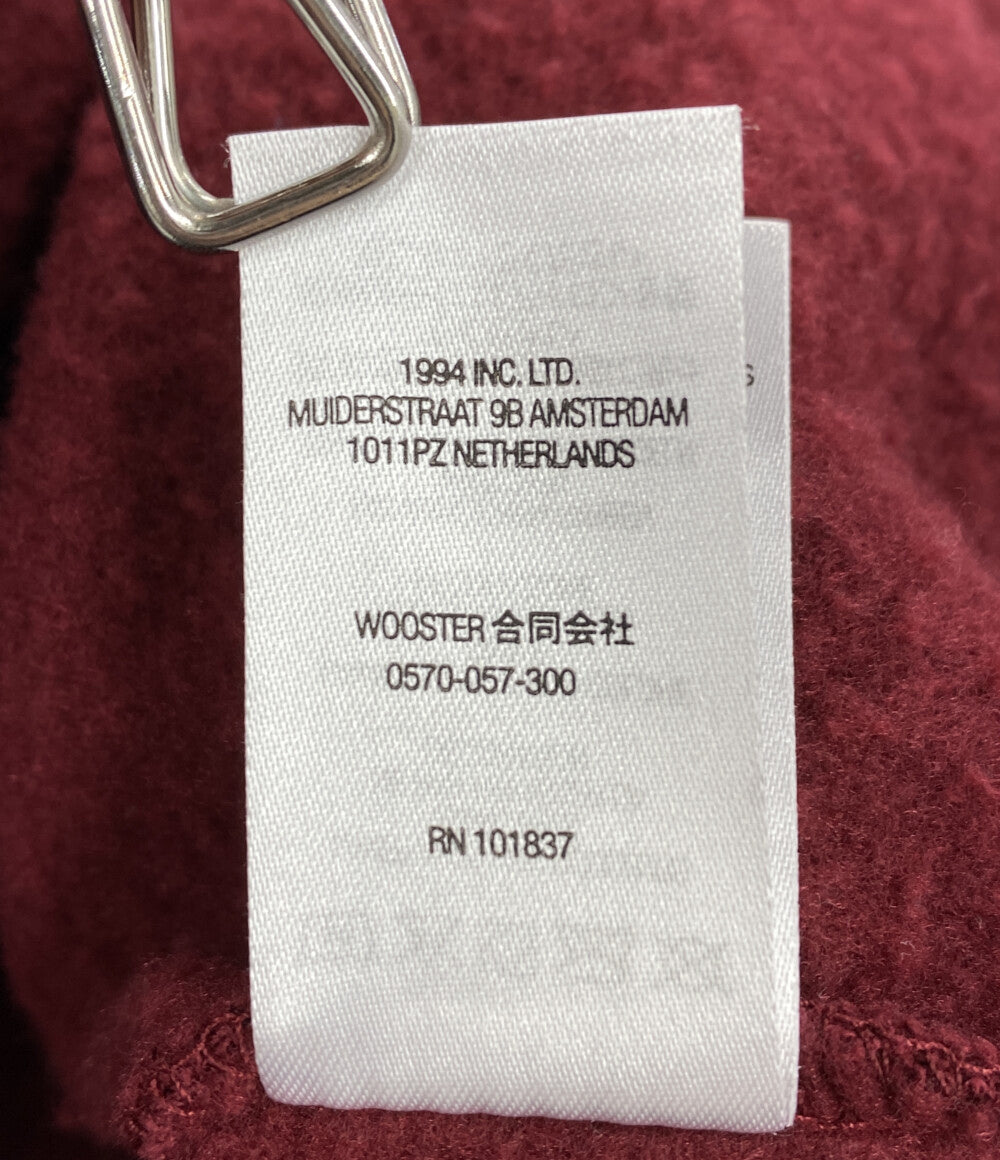 1994 INC. LTD.
MUIDERSTRAAT 9B AMSTERDAM
1011PZ NETHERLANDS
WOOSTER 合同会社
0570-057-300
RN 101837